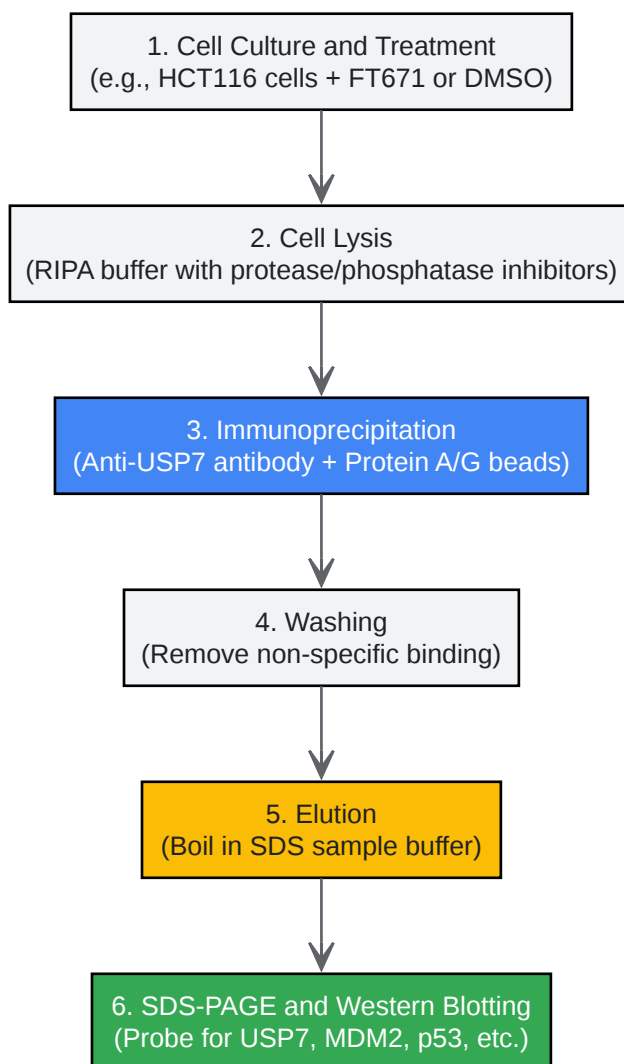 1. Cell Culture and Treatment
(e.g., HCT116 cells + FT671 or DMSO)
2. Cell Lysis
(RIPA buffer with protease/phosphatase inhibitors)
3. Immunoprecipitation
(Anti-USP7 antibody + Protein A/G beads)
4. Washing
(Remove non-specific binding)
5. Elution
(Boil in SDS sample buffer)
6. SDS-PAGE and Western Blotting
(Probe for USP7, MDM2, p53, etc.)